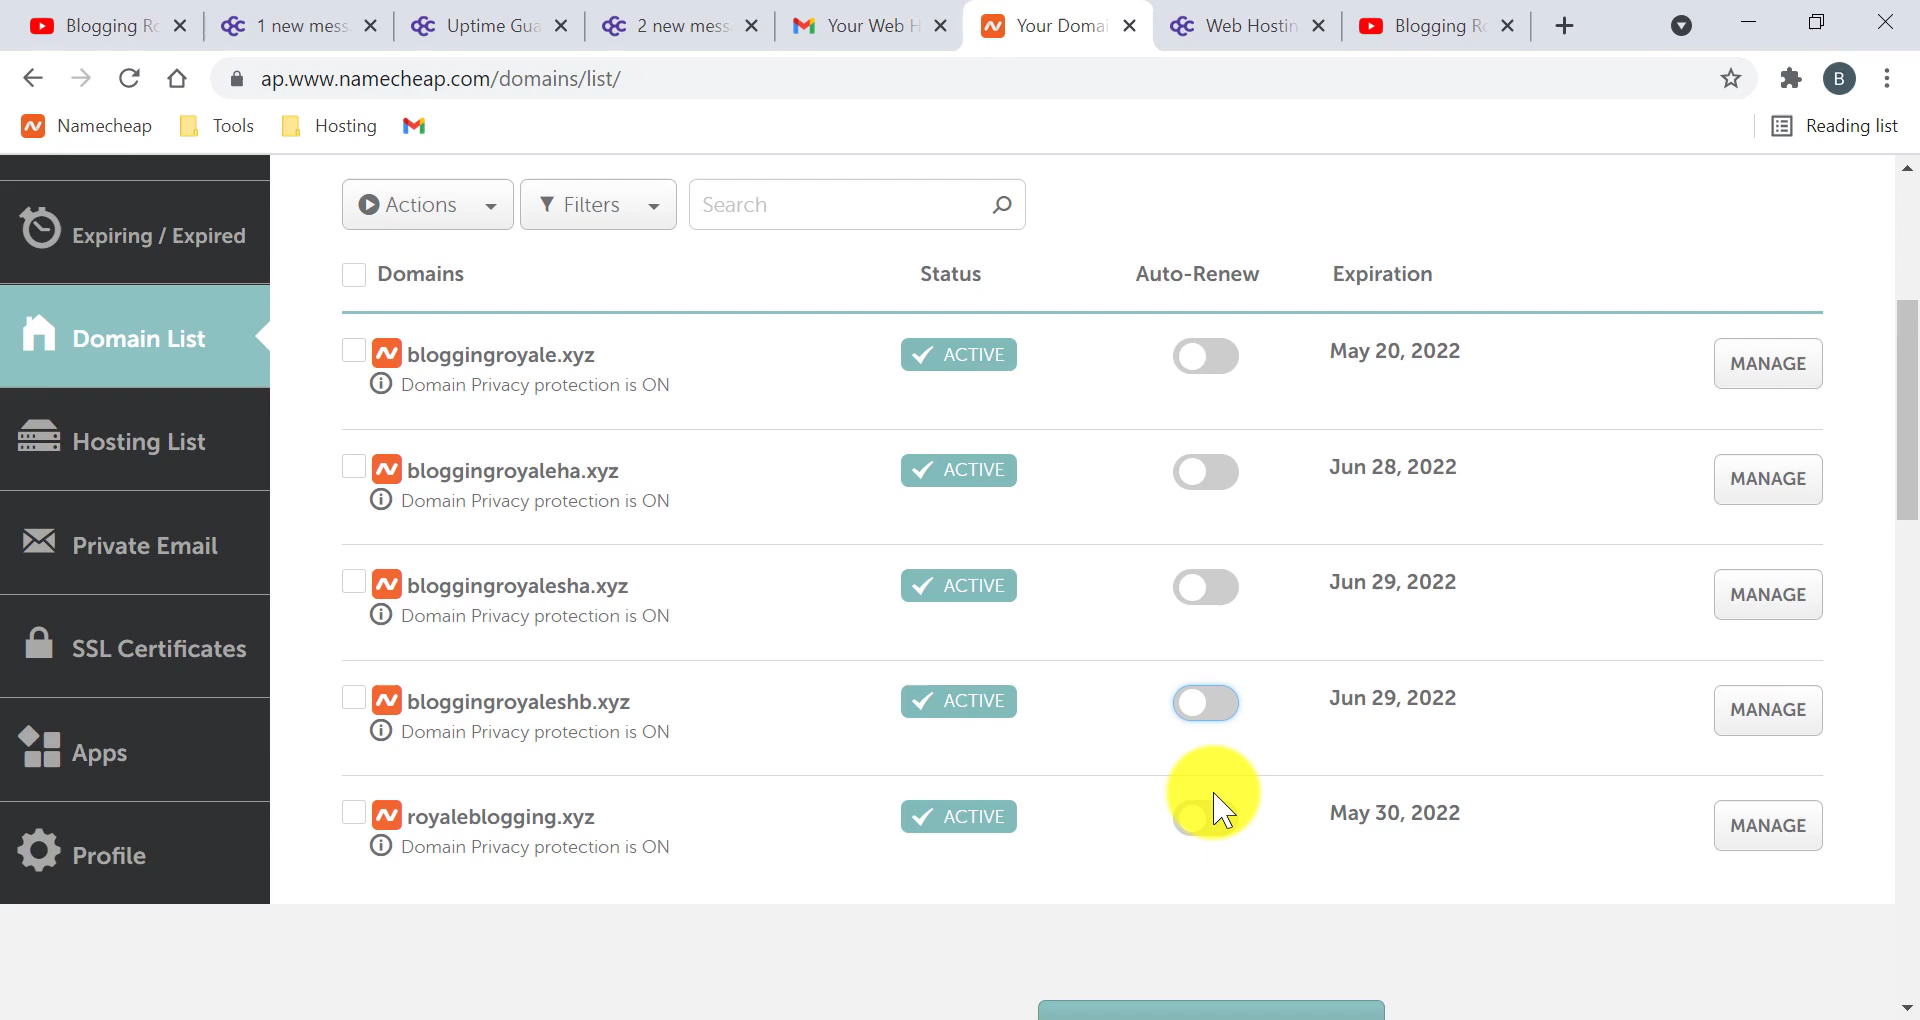 Blogging Ro
1 new mess
Uptime Gua
2 new mess
Your Web H
Your Domai
Web Hostin
Blogging Ro
ap.www.namecheap.com/domains/list/
B
Namecheap
Tools
Hosting
Reading list
Expiring / Expired
Domain List
Hosting List
Private Email
SSL Certificates
Apps
Profile
Actions
Filters
Search
Domains Status Auto-Renew Expiration
bloggingroyale.xyz ACTIVE May 20, 2022 MANAGE
Domain Privacy protection is ON
bloggingroyaleha.xyz ACTIVE Jun 28, 2022 MANAGE
Domain Privacy protection is ON
bloggingroyalesha.xyz ACTIVE Jun 29, 2022 MANAGE
Domain Privacy protection is ON
bloggingroyaleshb.xyz ACTIVE Jun 29, 2022 MANAGE
Domain Privacy protection is ON
royaleblogging.xyz ACTIVE May 30, 2022 MANAGE
Domain Privacy protection is ON